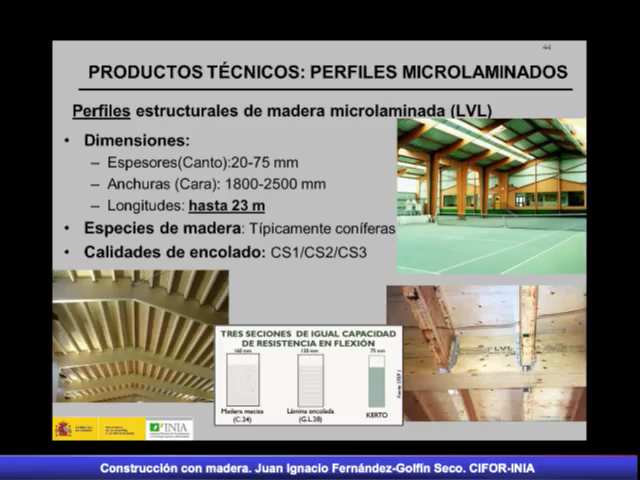 44
PRODUCTOS TÉCNICOS: PERFILES MICROLAMINADOS
Perfiles estructurales de madera microlaminada (LVL)
• Dimensiones:
– Espesores(Canto):20-75 mm
– Anchuras (Cara): 1800-2500 mm
– Longitudes: hasta 23 m
• Especies de madera: Típicamente coníferas
• Calidades de encolado: CS1/CS2/CS3
TRES SECIONES DE IGUAL CAPACIDAD
DE RESISTENCIA EN FLEXIÓN
160 mm
75 mm
Madera maciza
(C.24)
Lámina encolada
(G.L.28)
KERTO
LVL
INIA
Construcción con madera. Juan Ignacio Fernández-Golfín Seco. CIFOR-INIA